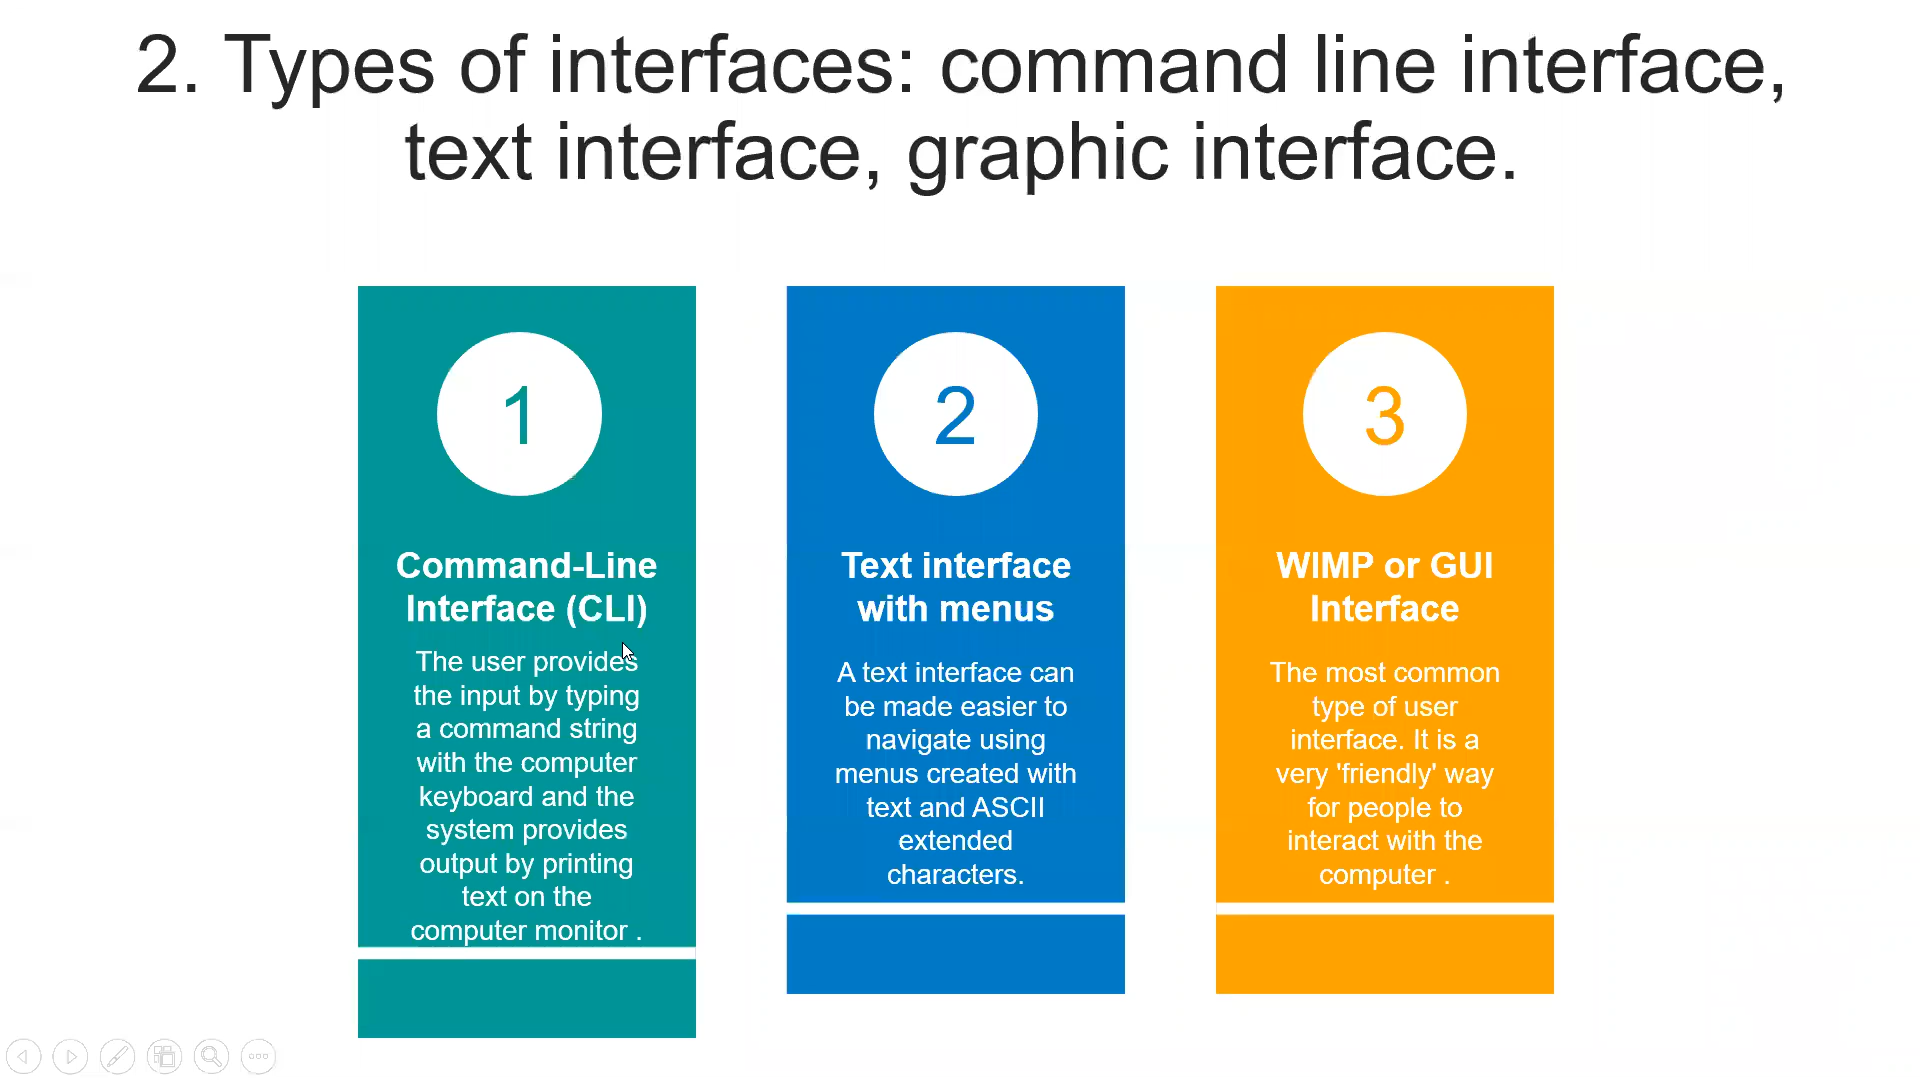 2. Types of interfaces: command line interface,
text interface, graphic interface.
1
Command-Line
Interface (CLI)
The user provides
the input by typing
a command string
with the computer
keyboard and the
system provides
output by printing
text on the
computer monitor .
2
Text interface
with menus
A text interface can
be made easier to
navigate using
menus created with
text and ASCII
extended
characters.
3
WIMP or GUI
Interface
The most common
type of user
interface. It is a
very 'friendly' way
for people to
interact with the
computer .